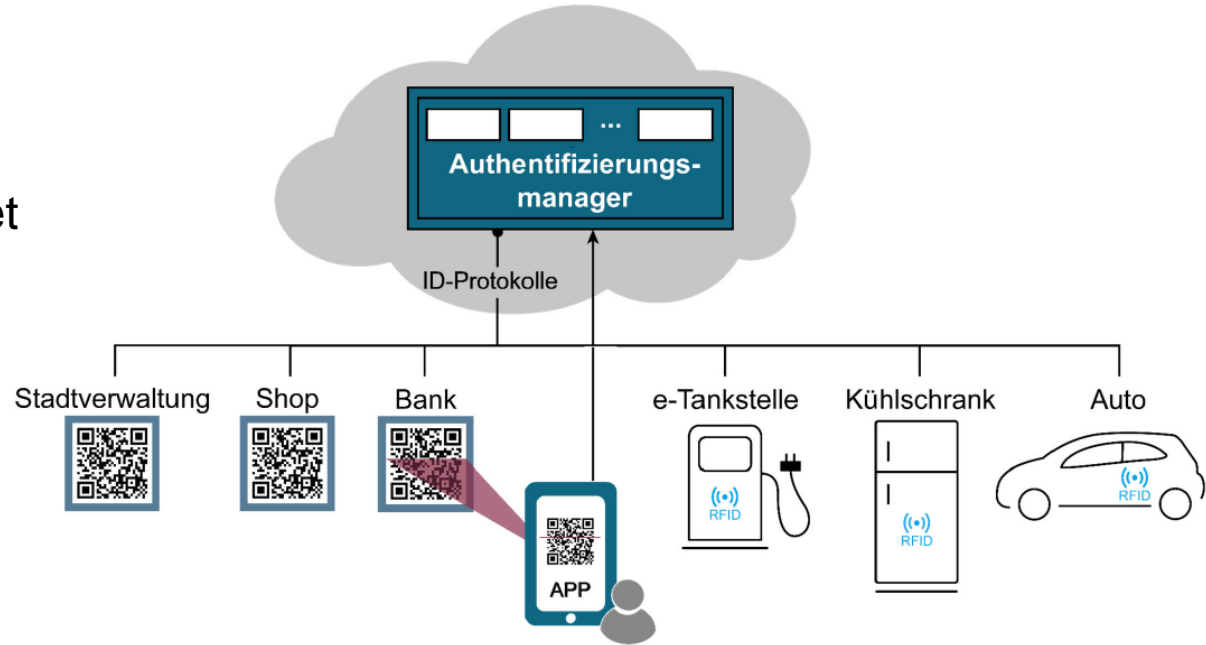 ...
Authentifizierungs-
manager
et
ID-Protokolle
Stadtverwaltung
Shop
Bank
e-Tankstelle
Kühlschrank
Auto
RFID
RFID
RFID
APP